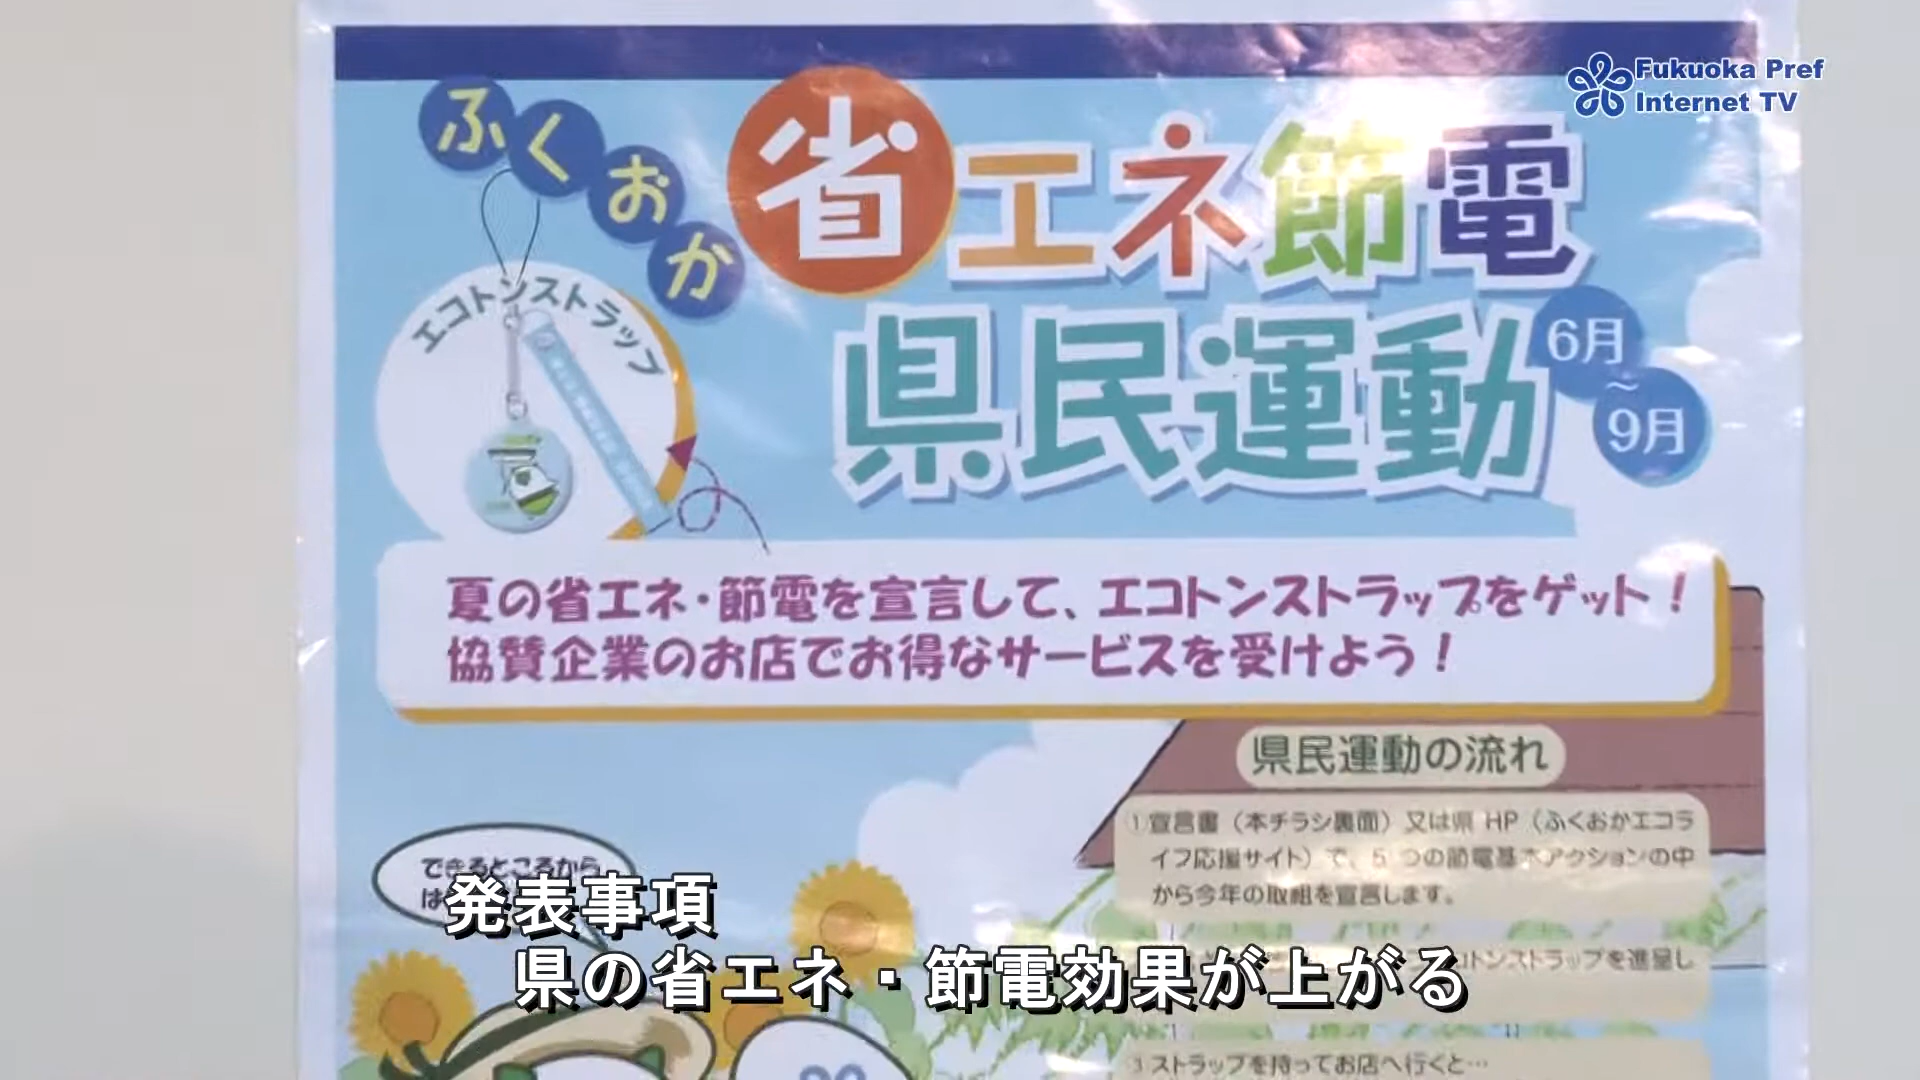 Fukuoka Pref
Internet TV
ふくおか
省エネ節電
県民運動
6月
~
9月
エコトンストラップ
夏の省エネ・節電を宣言して、エコトンストラップをゲット!
協賛企業のお店でお得なサービスを受けよう!
県民運動の流れ
①宣言書(本チラシ裏面)又は県 HP(ふくおかエコラ
イフ応援サイト)で、5 つの節電基本アクションの中
から今年の取組を宣言します。
コトンストラップを進呈し
③ストラップを持ってお店へ行くと…
できるところから
は
発表事項
県の省エネ・節電効果が上がる